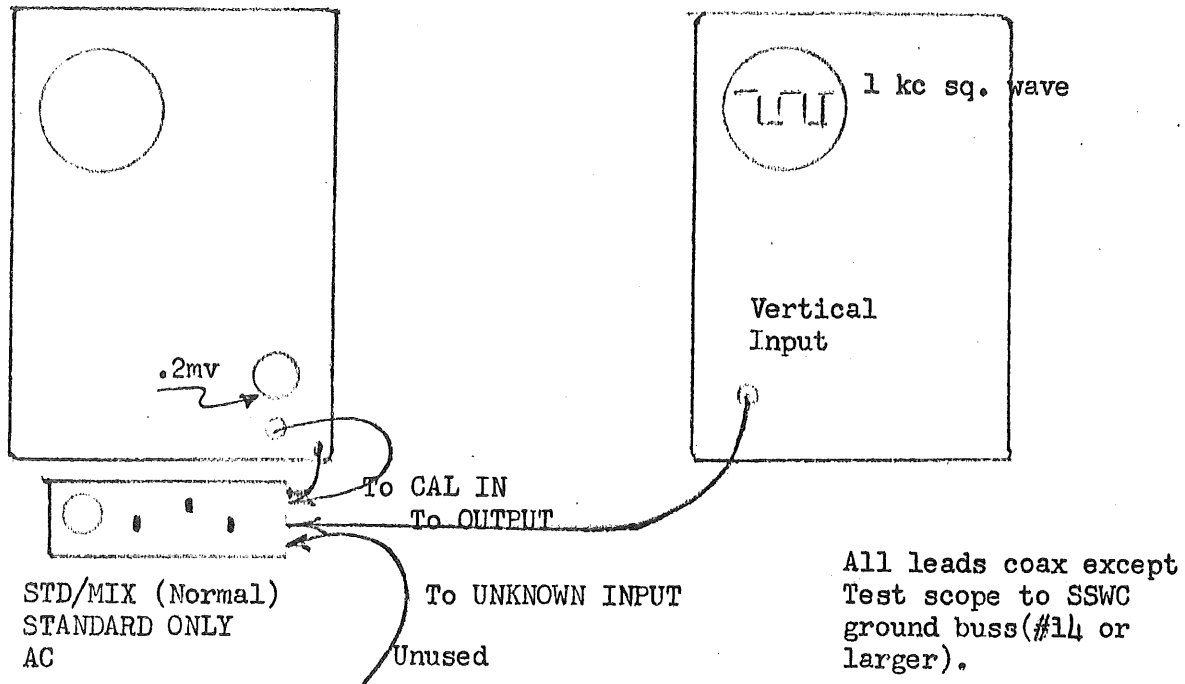 1 kc sq. wave
Vertical
Input
.2mv
To CAL IN
To OUTPUT
STD/MIX (Normal)
STANDARD ONLY
AC
To UNKNOWN INPUT
Unused
All leads coax except
Test scope to SSWC
ground buss(#14 or
larger).